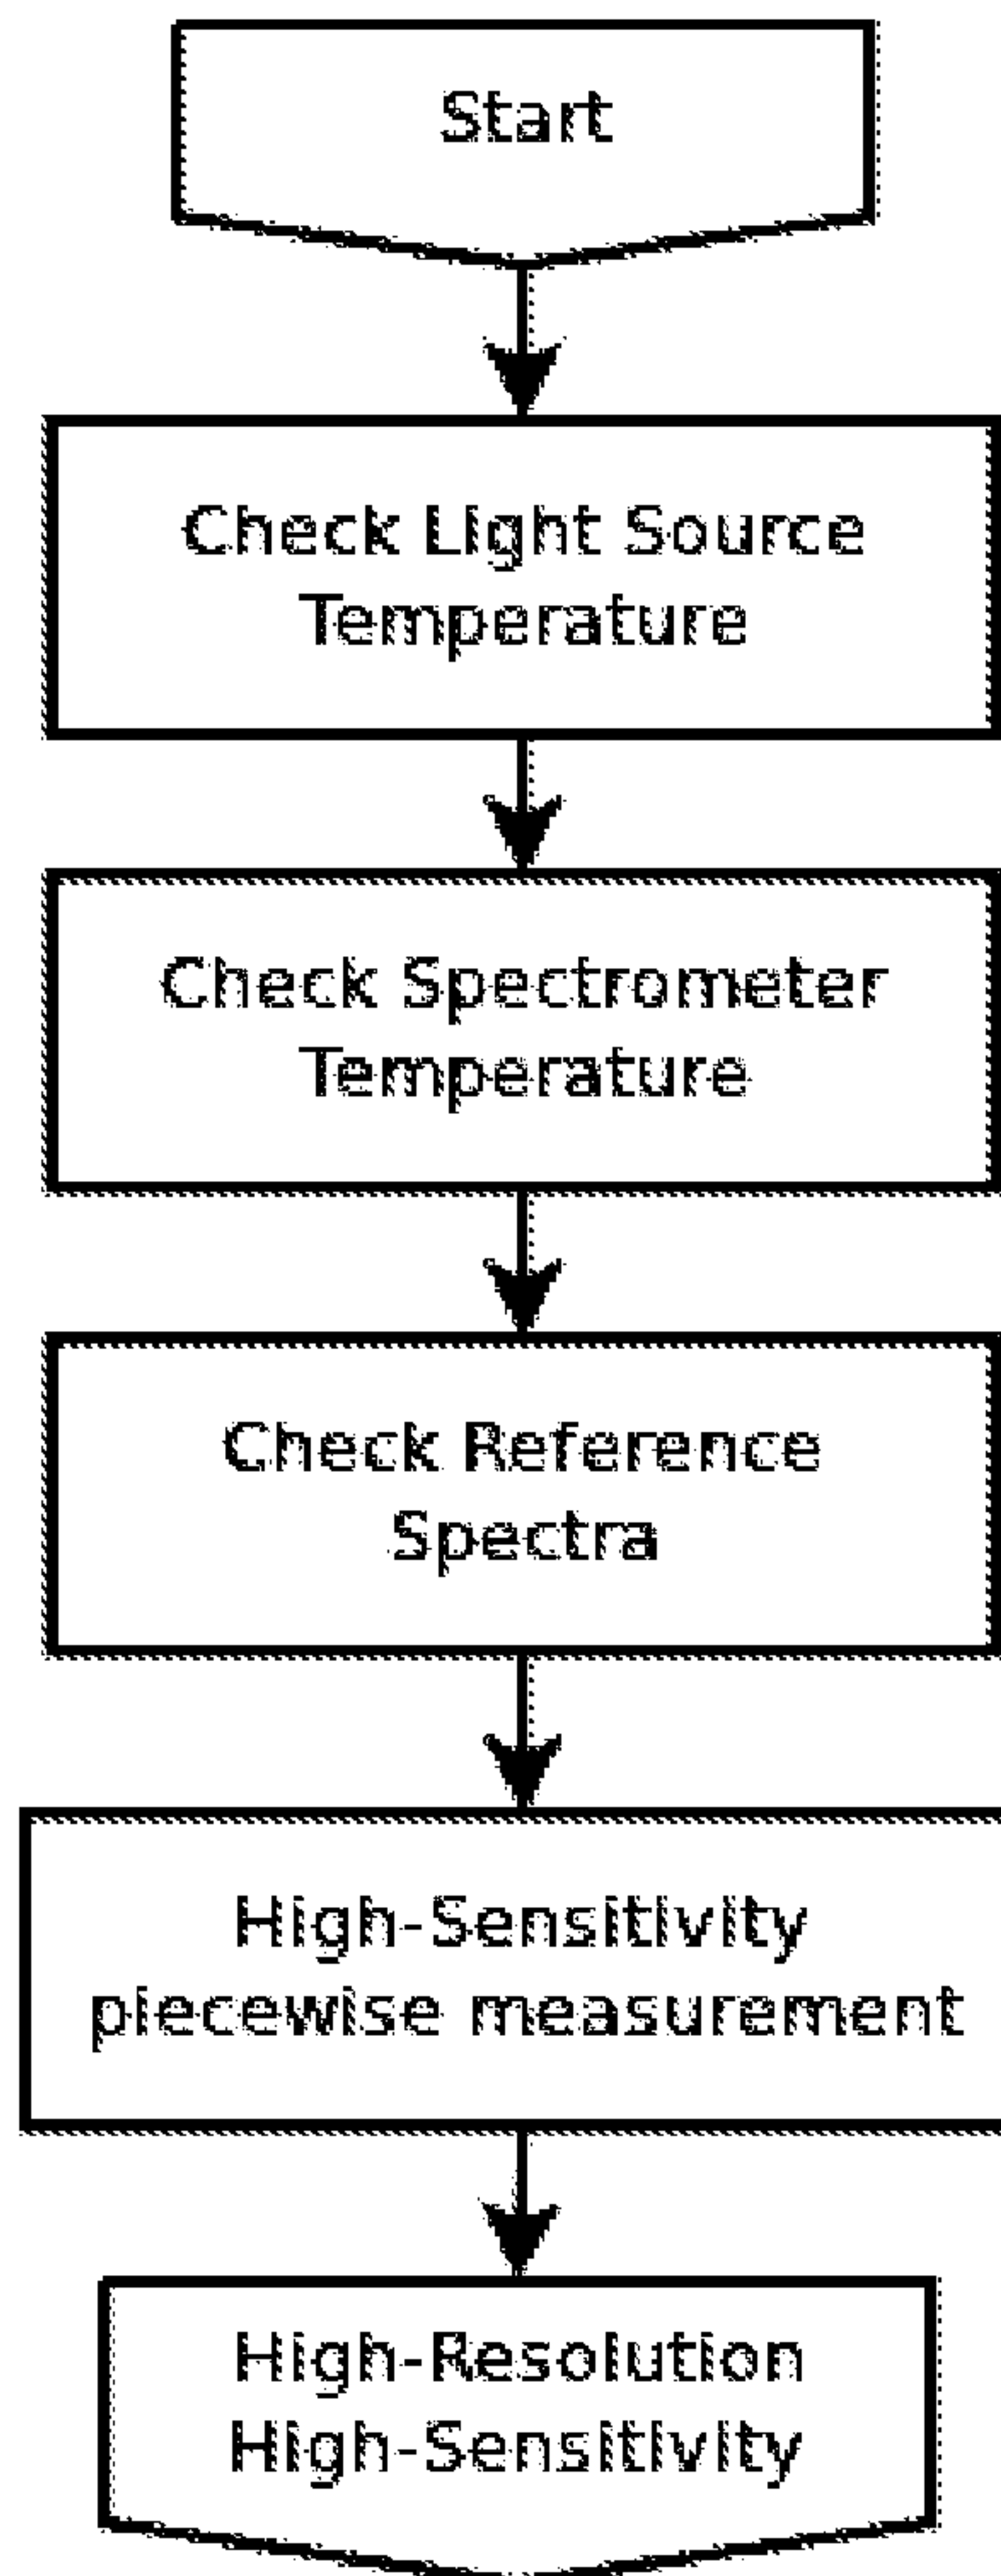 Start
Check Light Source
Temperature
Check Spectrometer
Temperature
Check Reference
Spectra
High-Sensitivity
piecewise measurement
High-Resolution
High-Sensitivity